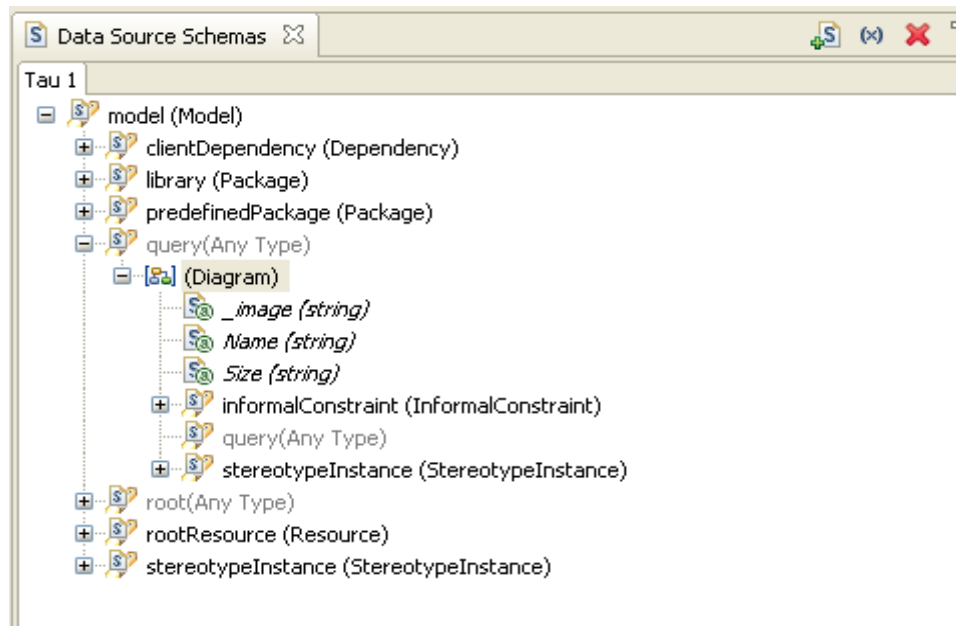 Data Source Schemas
Tau 1
model (Model)
clientDependency (Dependency)
library (Package)
predefinedPackage (Package)
query(Any Type)
(Diagram)
_image (string)
Name (string)
Size (string)
informalConstraint (InformalConstraint)
query(Any Type)
stereotypeInstance (StereotypeInstance)
root(Any Type)
rootResource (Resource)
stereotypeInstance (StereotypeInstance)